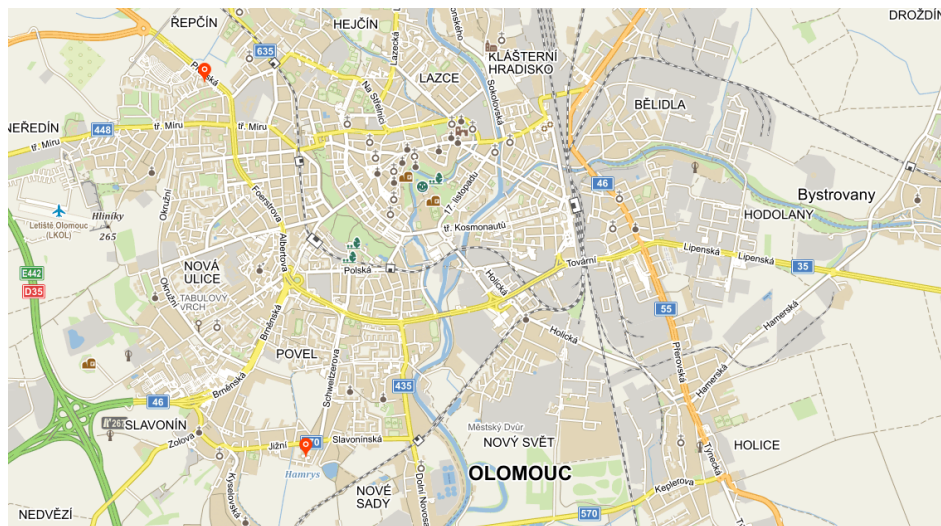 ŘEPČÍN
HEJČÍN
Lazecká
DROŽDÍN
635
KLÁŠTERNÍ
HRADISKO
LAZCE
Na Střelnici
Sokolovská
BĚLIDLA
NEŘEDÍN
448
tř. Míru
tř. Míru
tř. Míru
46
Bystrovany
HODOLANY
Okružní
Foerstrova
17. listopadu
tř. Kosmonautů
Letiště Olomouc
(LKOL)
Hliníky
265
Albertova
E442
D35
NOVÁ
ULICE
Polská
Tovární
Lipenská
Lipenská
35
Okružní
TABULOVÝ
VRCH
Holická
Brněnská
55
Hamerská
Holická
POVEL
Schweitzerova
Přerovská
Brněnská
435
Hamerská
46
267
SLAVONÍN
Zolova
Jižní
570
Slavonínská
Městský Dvůr
NOVÝ SVĚT
HOLICE
Týnecká
Hamrys
OLOMOUC
Kyselovská
NOVÉ
SADY
Dolní Novosa
Keplerova
NEDVĚZÍ
570